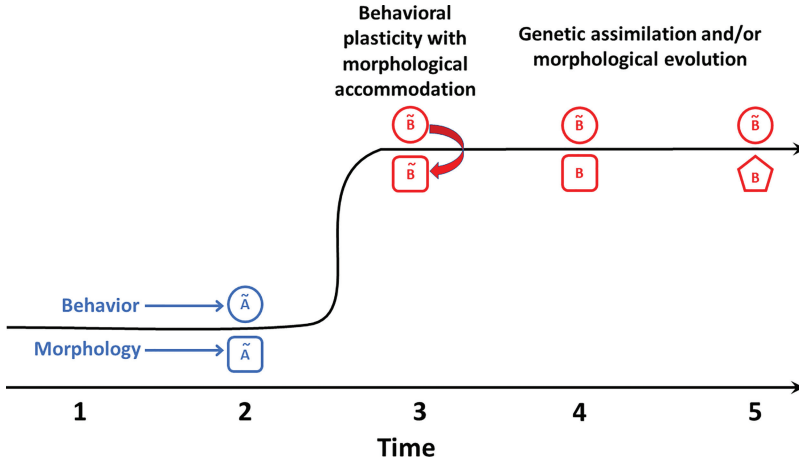 Behavioral
plasticity with
morphological
accommodation
Genetic assimilation and/or
morphological evolution
B̃
B̃
B̃
B̃
B
B
Behavior
Ã
Morphology
Ã
1
2
3
4
5
Time